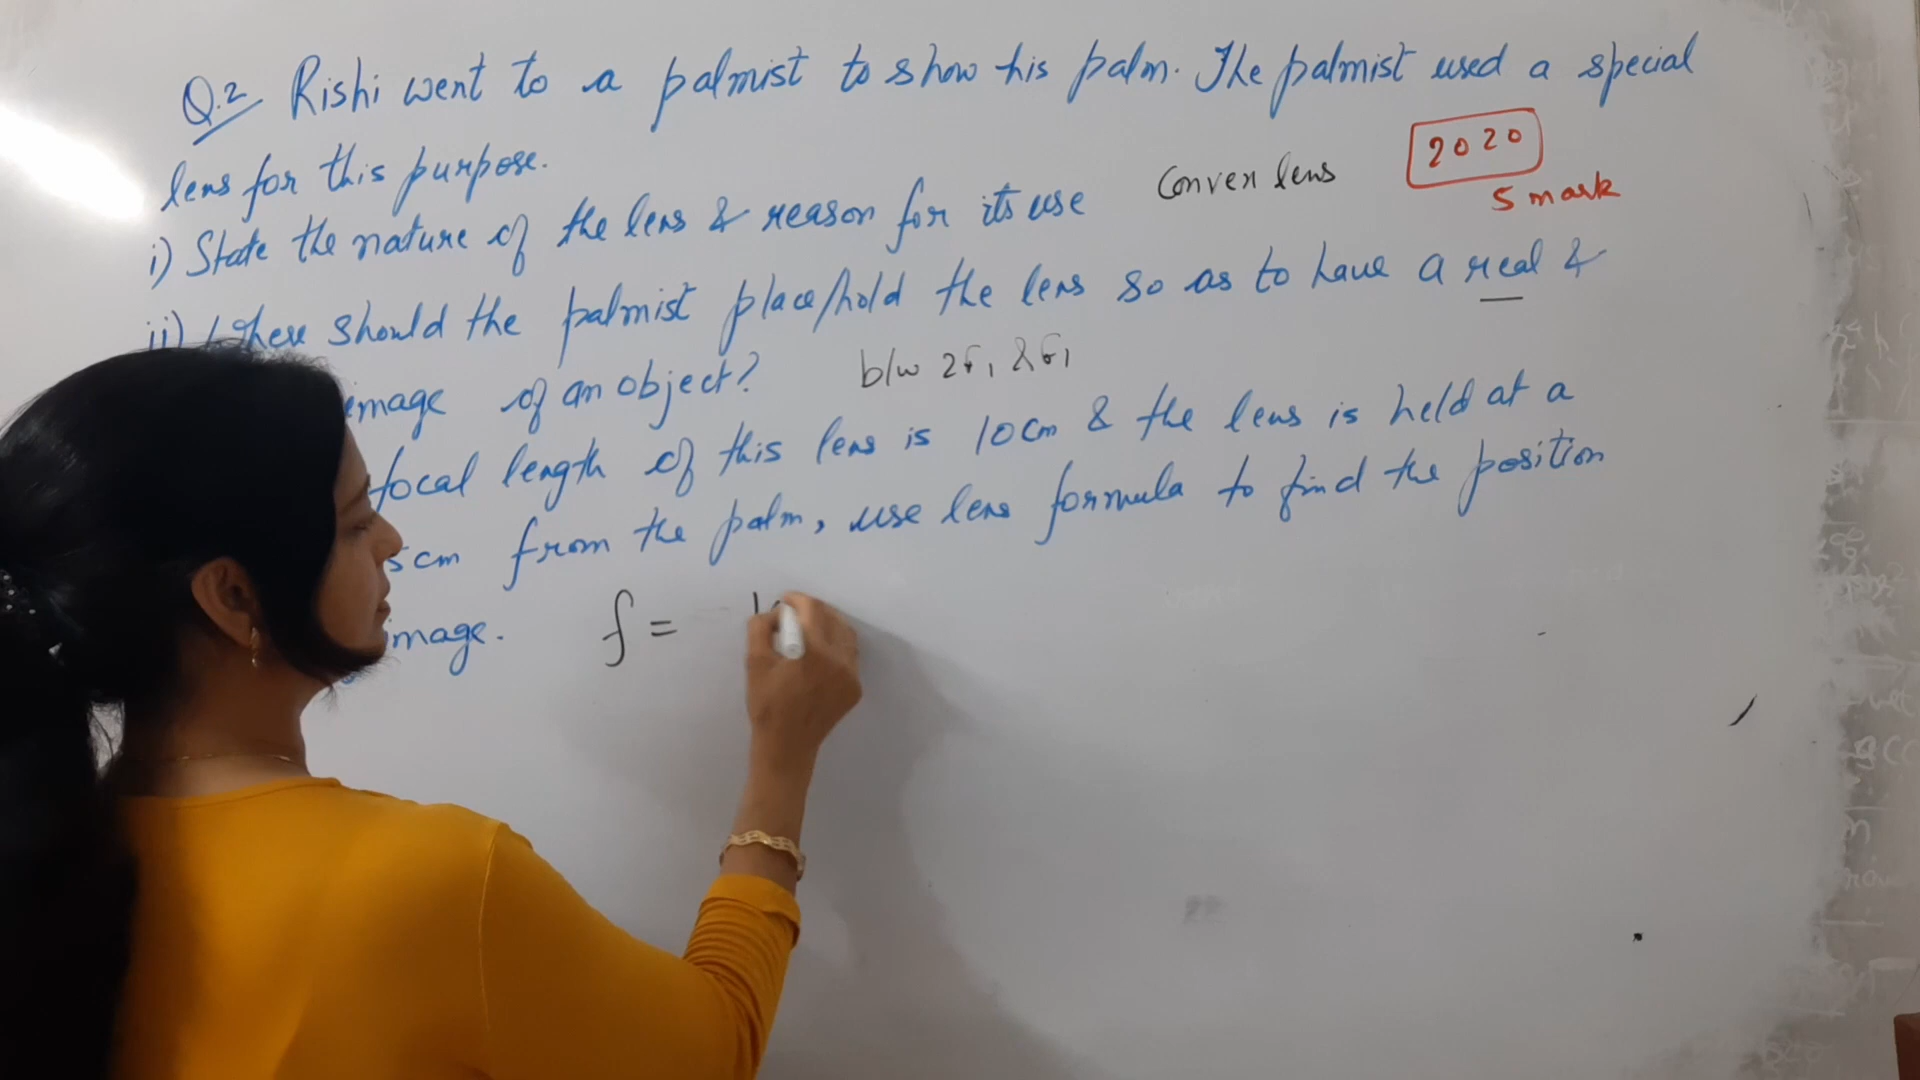 Q.2 Rishi went to a palmist to show his palm. The palmist used a special
lens for this purpose.
2020
Convex lens
5 mark
i) State the nature of the lens & reason for its use
ii) Where should the palmist place/hold the lens so as to have a real &
image of an object? b/w 2F1 & F1
focal length of this lens is 10cm & the lens is held at a
5cm from the palm, use lens formula to find the position
image. f =